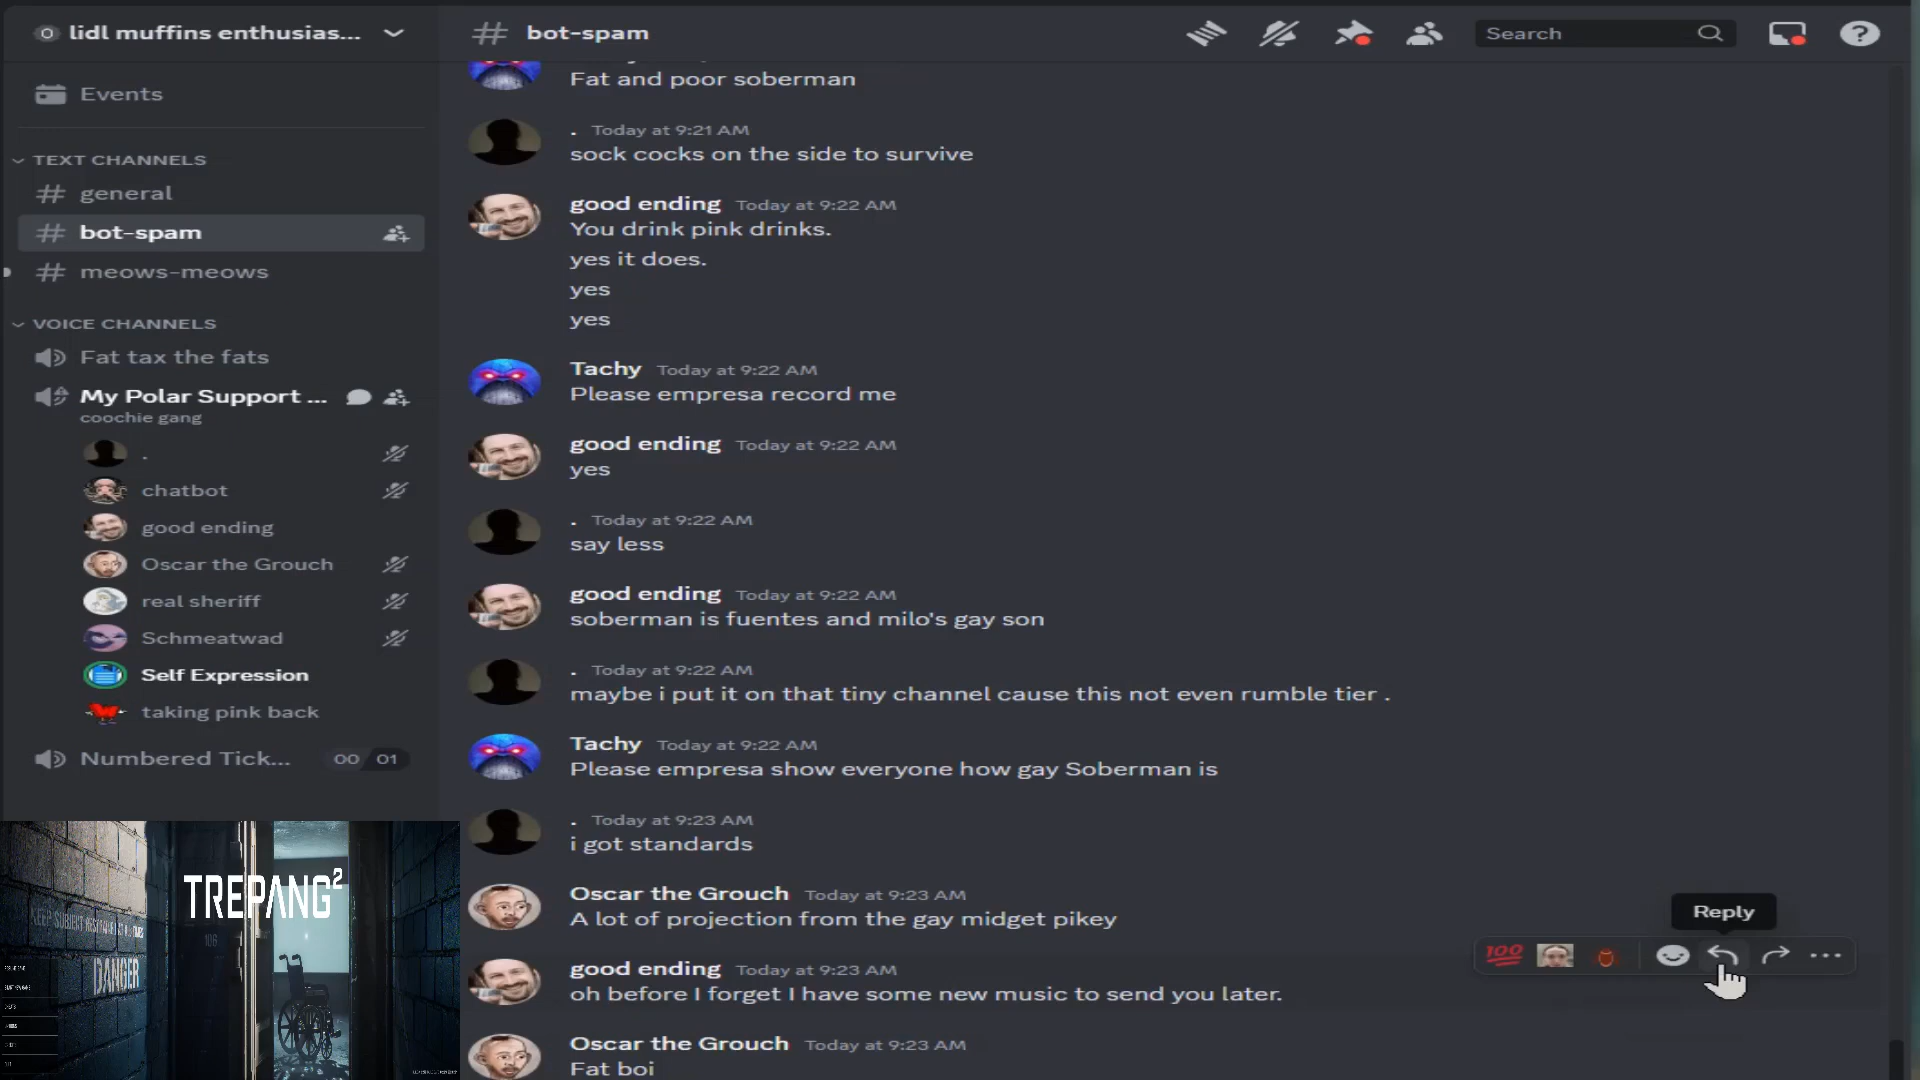 lidl muffins enthusias...
Events
TEXT CHANNELS
general
bot-spam
meows-meows
VOICE CHANNELS
Fat tax the fats
My Polar Support ...
coochie gang
.
chatbot
good ending
Oscar the Grouch
real sheriff
Schmeatwad
Self Expression
taking pink back
Numbered Tick... 00 01
TREPANG²
DANGER
bot-spam
Search
Fat and poor soberman
. Today at 9:21 AM
sock cocks on the side to survive
good ending Today at 9:22 AM
You drink pink drinks.
yes it does.
yes
yes
Tachy Today at 9:22 AM
Please empresa record me
good ending Today at 9:22 AM
yes
. Today at 9:22 AM
say less
good ending Today at 9:22 AM
soberman is fuentes and milo's gay son
. Today at 9:22 AM
maybe i put it on that tiny channel cause this not even rumble tier .
Tachy Today at 9:22 AM
Please empresa show everyone how gay Soberman is
. Today at 9:23 AM
i got standards
Oscar the Grouch Today at 9:23 AM
A lot of projection from the gay midget pikey
Reply
100
good ending Today at 9:23 AM
oh before I forget I have some new music to send you later.
Oscar the Grouch Today at 9:23 AM
Fat boi